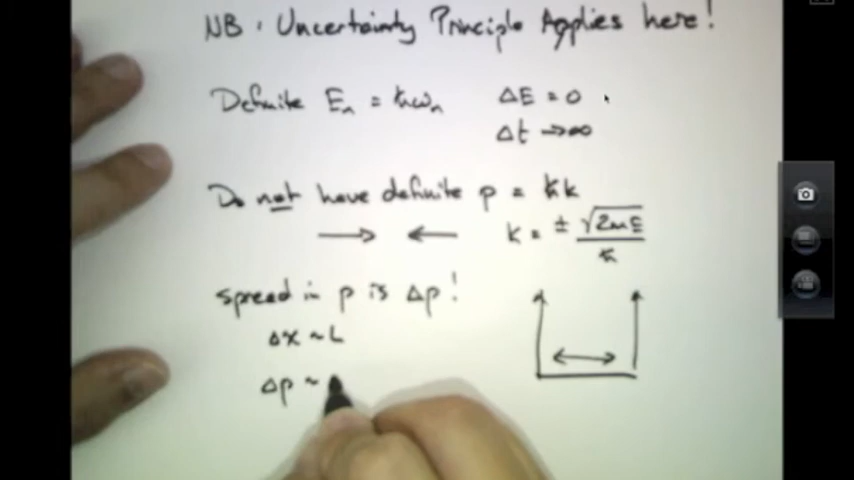 NB. Uncertainty Principle Applies here!
Definite Eₙ = ℏωₙ ΔE = 0
Δt → ∞
Do not have definite p = ℏk
→ ← k = ± √2mE / ℏ
spread in p is Δp!
Δx ~ L
Δp ~